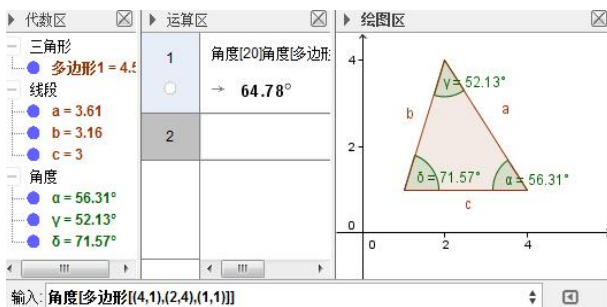 代数区
三角形
多边形1 = 4.5
线段
a = 3.61
b = 3.16
c = 3
角度
α = 56.31°
γ = 52.13°
δ = 71.57°
运算区
1
角度[20]角度[多边形
→ 64.78°
2
绘图区
4
2
0
0
2
4
γ = 52.13°
b
a
δ = 71.57°
α = 56.31°
c
输入: 角度[多边形[(4,1),(2,4),(1,1)]]